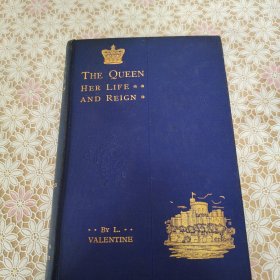 THE QUEEN
HER LIFE
AND REIGN
BY L.
VALENTINE